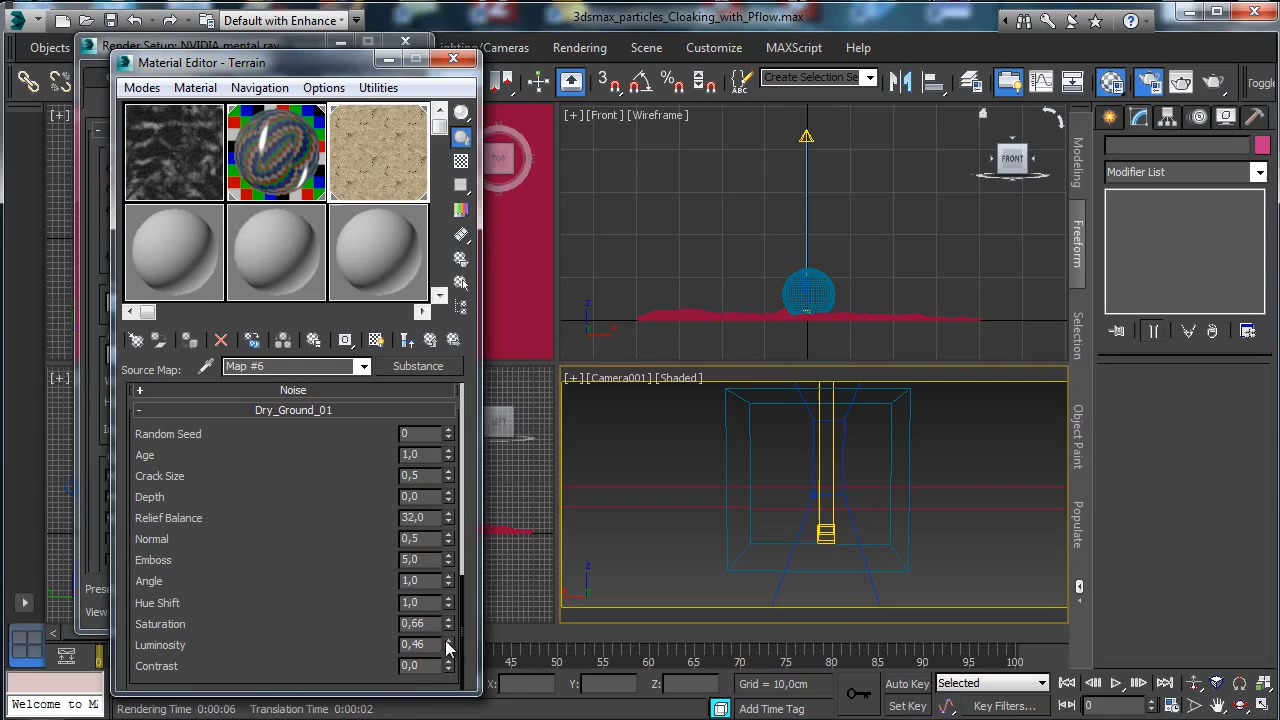 Default with Enhance
3dsmax_particles_Cloaking_with_Pflow.max
Objects
Render Setup: NVIDIA mental ray
ighting/Cameras
Rendering
Scene
Customize
MAXScript
Help
Material Editor - Terrain
Create Selection Se
Toggle
Modes
Material
Navigation
Options
Utilities
[+]
TOP
[+] [Front] [Wireframe]
FRONT
Modeling
Freeform
Selection
Object Paint
Populate
Modifier List
Source Map:
Map #6
Substance
[+]
LEFT
[+] [Camera001] [Shaded]
+ Noise
- Dry_Ground_01
Random Seed 0
Age 1,0
Crack Size 0,5
Depth 0,0
Relief Balance 32,0
Normal 0,5
Emboss 5,0
Angle 1,0
Hue Shift 1,0
Saturation 0,66
Luminosity 0,46
Contrast 0,0
Prese
View
z
x
y
z
45 50 55 60 65 70 75 80 85 90 95 100
Welcome to MA
X:
Y:
Z:
Grid = 10,0cm
Auto Key
Selected
Set Key
Key Filters...
0
Rendering Time 0:00:06
Translation Time 0:00:02
Add Time Tag